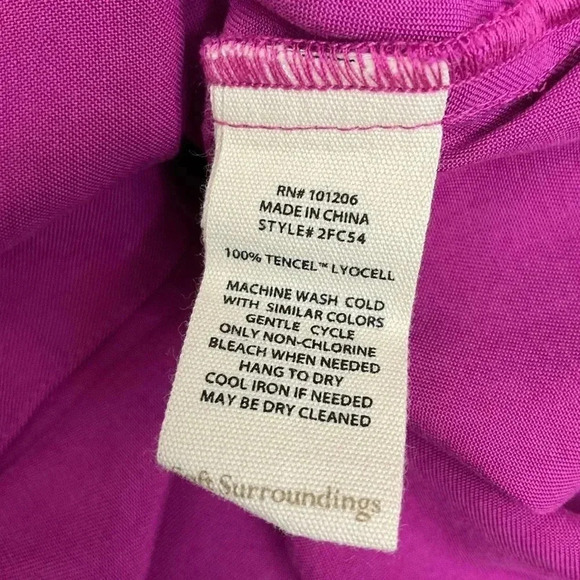 RN# 101206
MADE IN CHINA
STYLE# 2FC54
100% TENCEL™ LYOCELL
MACHINE WASH COLD
WITH SIMILAR COLORS
GENTLE CYCLE
ONLY NON-CHLORINE
BLEACH WHEN NEEDED
HANG TO DRY
COOL IRON IF NEEDED
MAY BE DRY CLEANED
Soft Surroundings